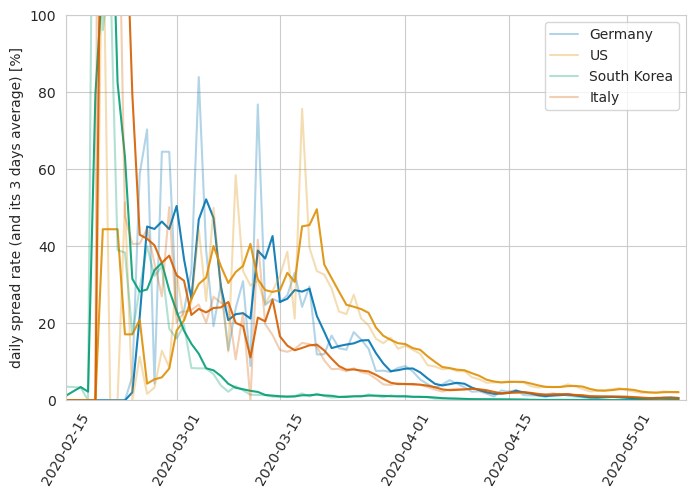 daily spread rate (and its 3 days average) [%]
100
80
60
40
20
0
Germany
US
South Korea
Italy
2020-02-15
2020-03-01
2020-03-15
2020-04-01
2020-04-15
2020-05-01